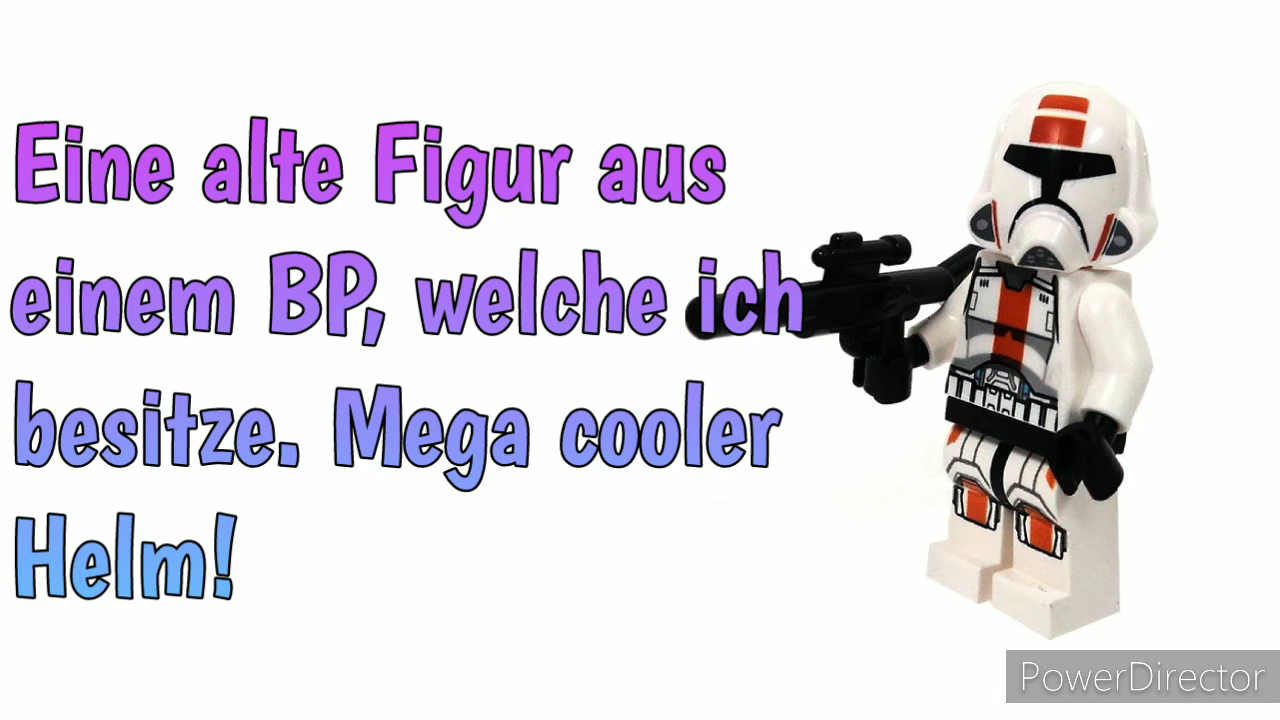 Eine alte Figur aus
einem BP, welche ich
besitze. Mega cooler
Helm!
PowerDirector